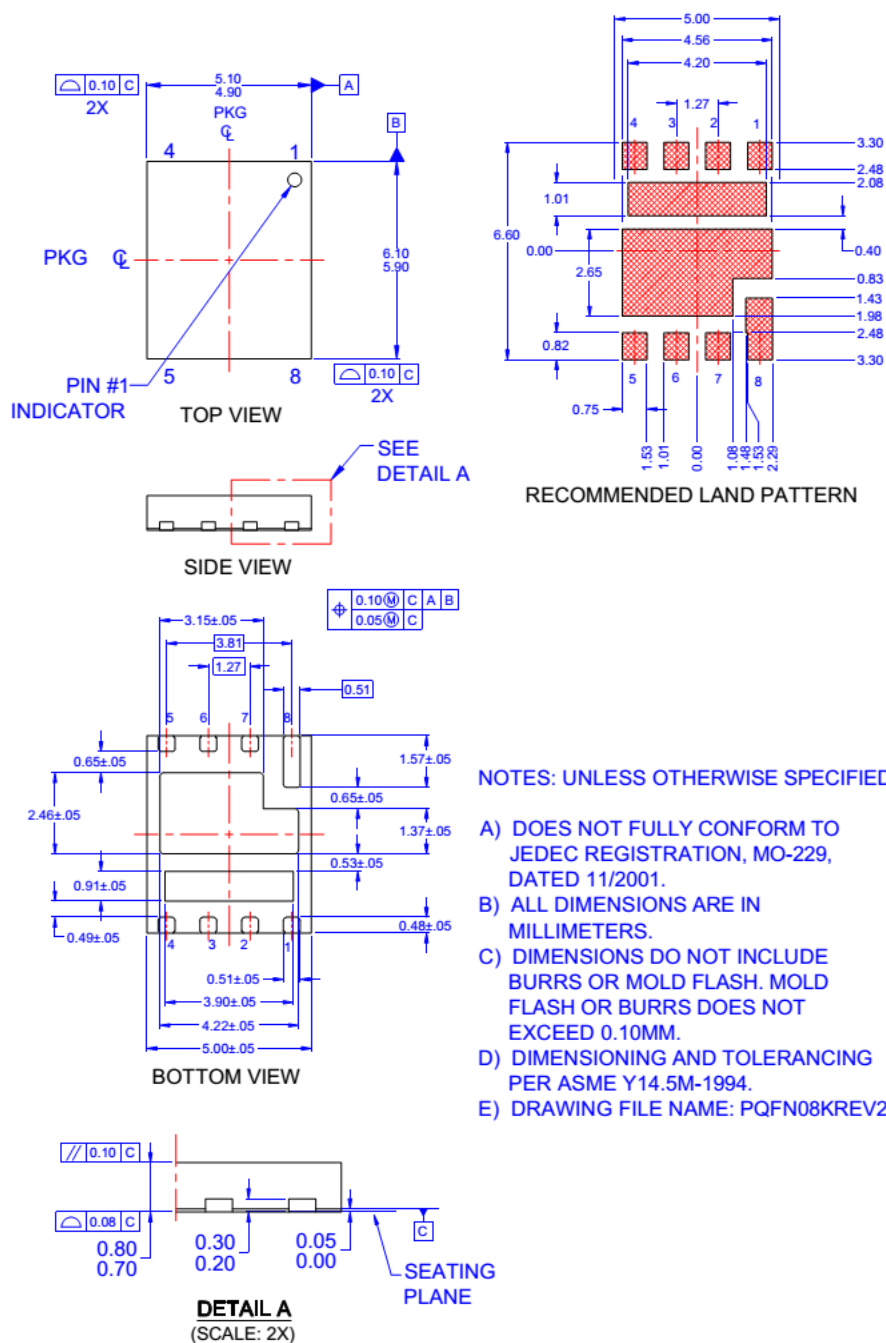 0.10 C
2X
5.10
4.90
A
PKG
℄
B
4
1
PKG ℄
6.10
5.90
5
8
PIN #1
INDICATOR
0.10 C
2X
TOP VIEW
5.00
4.56
4.20
1.27
4
3
2
1
3.30
2.48
2.08
1.01
6.60
0.00
2.65
0.40
0.83
1.43
1.98
2.48
3.30
0.82
5
6
7
8
0.75
1.53
1.01
0.00
1.08
1.48
1.53
2.29
RECOMMENDED LAND PATTERN
SEE
DETAIL A
SIDE VIEW
0.10Ⓜ C A B
0.05Ⓜ C
3.15±.05
3.81
1.27
0.51
5
6
7
8
0.65±.05
1.57±.05
0.65±.05
2.46±.05
1.37±.05
0.53±.05
0.91±.05
0.49±.05
0.48±.05
4
3
2
1
0.51±.05
3.90±.05
4.22±.05
5.00±.05
BOTTOM VIEW
NOTES: UNLESS OTHERWISE SPECIFIED
A) DOES NOT FULLY CONFORM TO
JEDEC REGISTRATION, MO-229,
DATED 11/2001.
B) ALL DIMENSIONS ARE IN
MILLIMETERS.
C) DIMENSIONS DO NOT INCLUDE
BURRS OR MOLD FLASH. MOLD
FLASH OR BURRS DOES NOT
EXCEED 0.10MM.
D) DIMENSIONING AND TOLERANCING
PER ASME Y14.5M-1994.
E) DRAWING FILE NAME: PQFN08KREV2
0.10 C
0.08 C
0.80
0.70
0.30
0.20
0.05
0.00
C
SEATING
PLANE
DETAIL A
(SCALE: 2X)